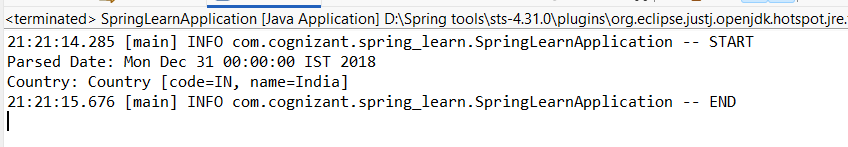 <terminated> SpringLearnApplication [Java Application] D:\Spring tools\sts-4.31.0\plugins\org.eclipse.justj.openjdk.hotspot.jre.
21:21:14.285 [main] INFO com.cognizant.spring_learn.SpringLearnApplication -- START
Parsed Date: Mon Dec 31 00:00:00 IST 2018
Country: Country [code=IN, name=India]
21:21:15.676 [main] INFO com.cognizant.spring_learn.SpringLearnApplication -- END